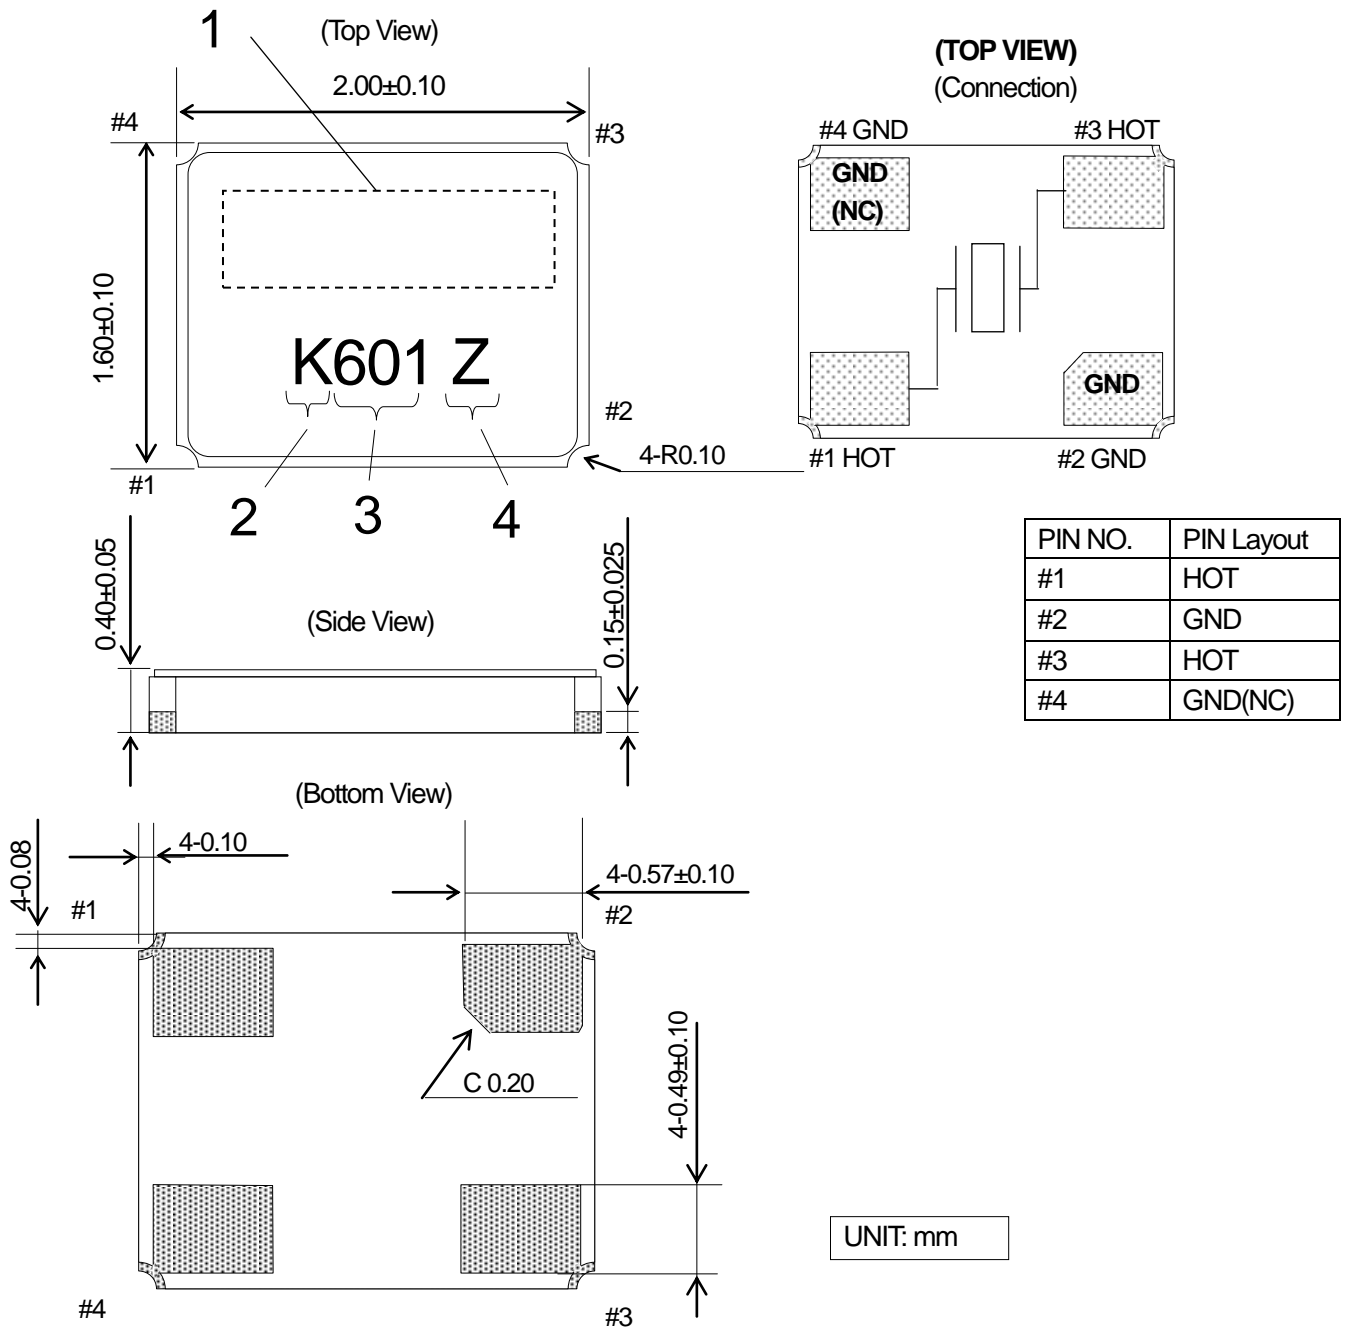 1
(Top View)
2.00±0.10
#4
#3
1.60±0.10
K601 Z
#2
4-R0.10
#1
2
3
4
(TOP VIEW)
(Connection)
#4 GND
#3 HOT
GND
(NC)
GND
#1 HOT
#2 GND
PIN NO. PIN Layout
#1 HOT
#2 GND
#3 HOT
#4 GND(NC)
0.40±0.05
(Side View)
0.15±0.025
(Bottom View)
4-0.08
4-0.10
4-0.57±0.10
#1
#2
C 0.20
4-0.49±0.10
#4
#3
UNIT: mm